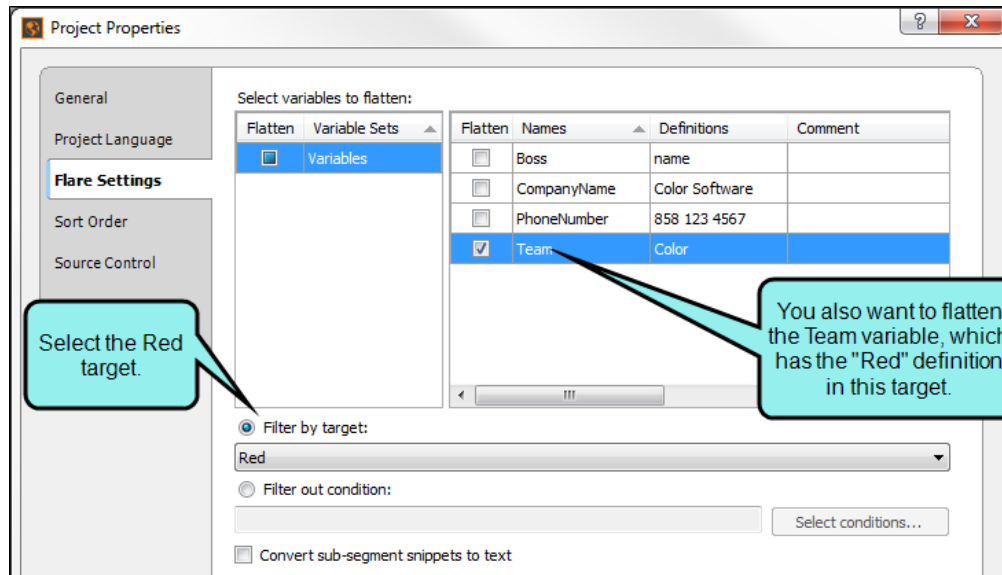 Project Properties
General
Project Language
Flare Settings
Sort Order
Source Control
Select variables to flatten:
Flatten Variable Sets
Variables
Flatten Names Definitions Comment
Boss name
CompanyName Color Software
PhoneNumber 858 123 4567
Team Color
Select the Red
target.
You also want to flatten
the Team variable, which
has the "Red" definition
in this target.
Filter by target:
Red
Filter out condition:
Select conditions...
Convert sub-segment snippets to text